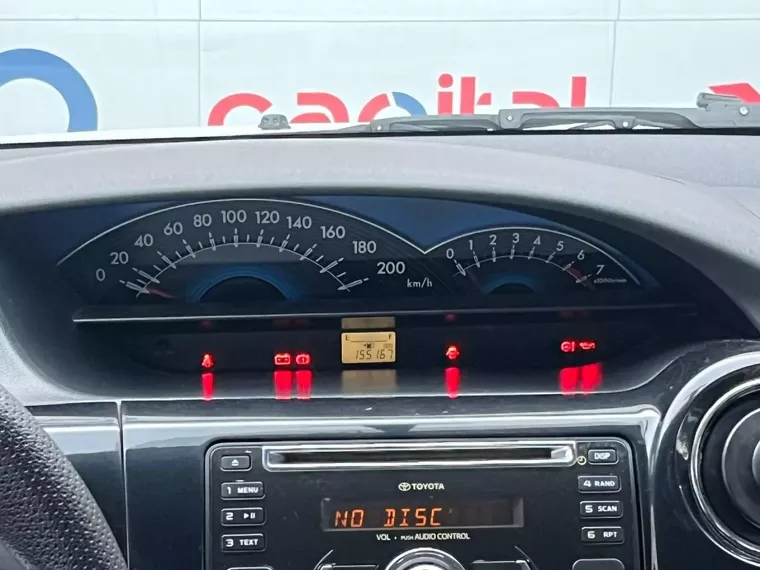 capital
0 20 40 60 80 100 120 140 160 180 200
km/h
0 1 2 3 4 5 6 7
x1000r/min
E F
155167
DISP
TOYOTA
1 MENU
4 RAND
2
5 SCAN
NO DISC
3 TEXT
6 RPT
VOL • PUSH AUDIO CONTROL